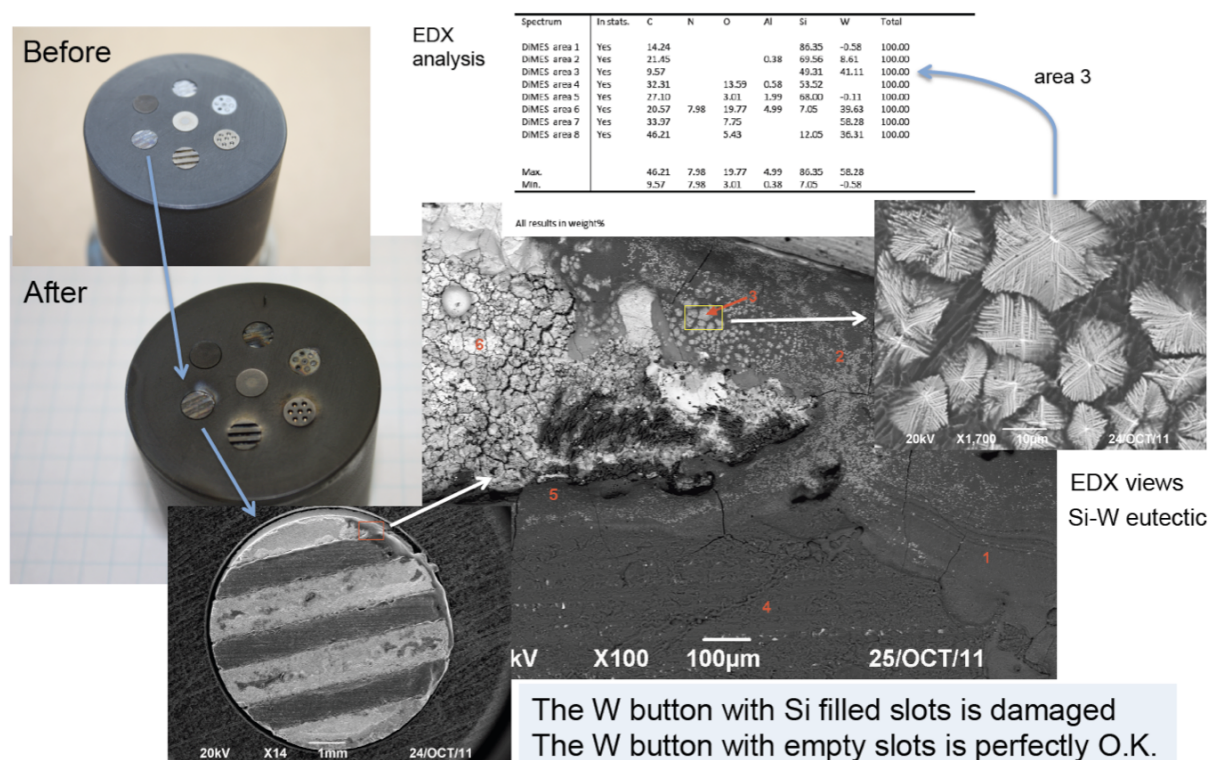 Before
EDX
analysis
Spectrum In stats. C N O Al Si W Total
DIMES area 1 Yes 14.24 86.35 -0.58 100.00
DIMES area 2 Yes 21.45 0.38 69.56 8.61 100.00
DIMES area 3 Yes 9.57 49.31 41.11 100.00
DIMES area 4 Yes 32.31 13.59 0.58 53.52 100.00
DIMES area 5 Yes 27.10 3.01 1.99 68.00 -0.11 100.00
DIMES area 6 Yes 20.57 7.98 19.77 4.99 7.05 39.63 100.00
DIMES area 7 Yes 33.97 7.75 58.28 100.00
DIMES area 8 Yes 46.21 5.43 12.05 36.31 100.00
Max. 46.21 7.98 19.77 4.99 86.35 58.28
Min. 9.57 7.98 3.01 0.38 7.05 -0.58
All results in weight%
area 3
After
6
3
2
5
1
4
20kV X1,700 10μm 24/OCT/11
EDX views
Si-W eutectic
kV X100 100μm 25/OCT/11
20kV X14 1mm 24/OCT/11
The W button with Si filled slots is damaged
The W button with empty slots is perfectly O.K.